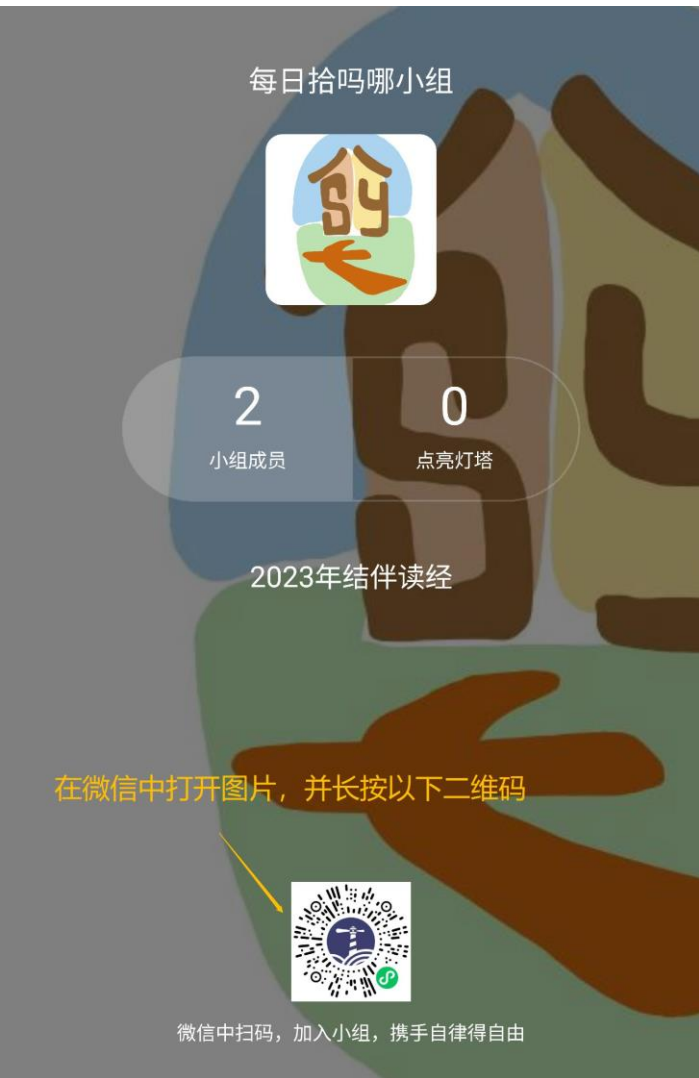 每日拾吗哪小组
SY
2
0
小组成员
点亮灯塔
2023年结伴读经
在微信中打开图片，并长按以下二维码
微信中扫码，加入小组，携手自律得自由